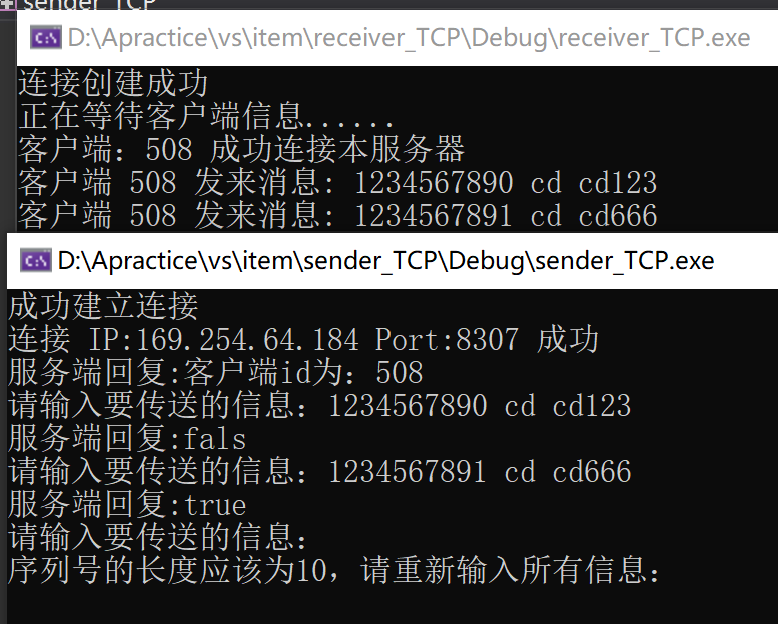 sender_TCP
D:\Apractice\vs\item\receiver_TCP\Debug\receiver_TCP.exe
连接创建成功
正在等待客户端信息......
客户端：508 成功连接本服务器
客户端 508 发来消息: 1234567890 cd cd123
客户端 508 发来消息: 1234567891 cd cd666
D:\Apractice\vs\item\sender_TCP\Debug\sender_TCP.exe
成功建立连接
连接 IP:169.254.64.184 Port:8307 成功
服务端回复:客户端id为：508
请输入要传送的信息：1234567890 cd cd123
服务端回复:fals
请输入要传送的信息：1234567891 cd cd666
服务端回复:true
请输入要传送的信息：
序列号的长度应该为10，请重新输入所有信息：